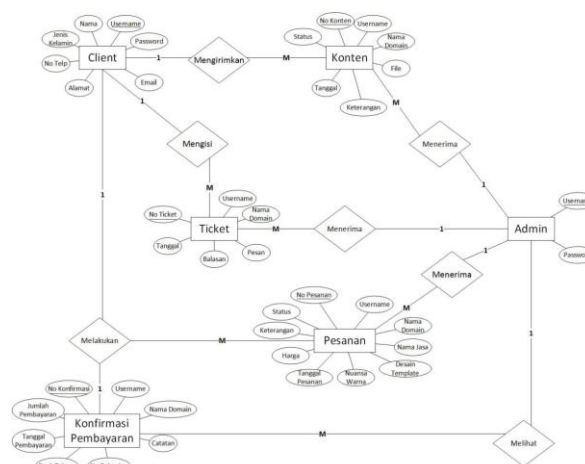 Nama
Username
Jenis
Kelamin
Password
Client
No Telp
Email
Alamat
1
Mengirimkan
M
No Konten
Username
Status
Nama
Domain
Konten
File
Tanggal
Keterangan
1
M
Mengisi
Menerima
M
1
1
Username
No Ticket
Nama
Domain
Ticket
Tanggal
Pesan
Balasan
M
Menerima
1
Admin
Password
1
Menerima
M
1
No Pesanan
Username
Status
Nama
Domain
Keterangan
Pesanan
Nama Jasa
Harga
Desain
Template
Tanggal
Pesanan
Nuansa
Warna
Melakukan
M
1
No Konfirmasi
Username
Jumlah
Pembayaran
Nama Domain
Konfirmasi
Pembayaran
Tanggal
Pembayaran
Catatan
M
Melihat